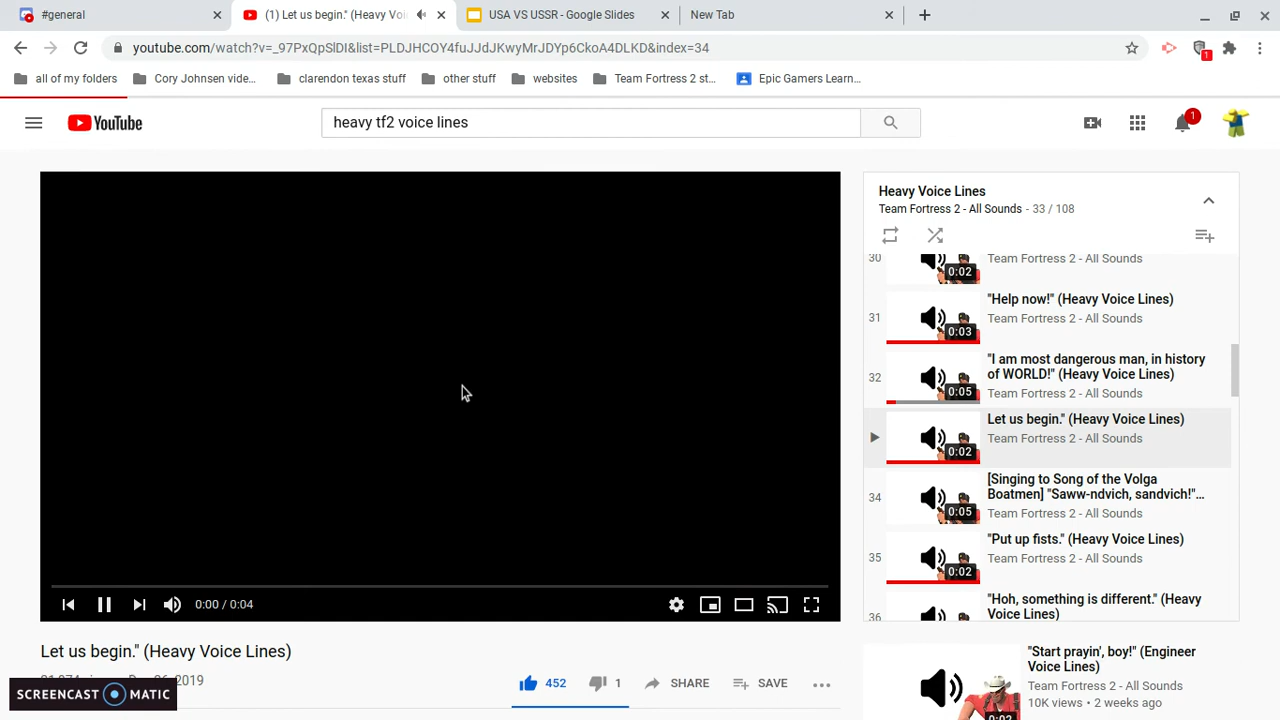 #general
(1) Let us begin." (Heavy Voi
USA VS USSR - Google Slides
New Tab
youtube.com/watch?v=_97PxQpSlDI&list=PLDJHCOY4fuJJdJKwyMrJDYp6CkoA4DLKD&index=34
1
all of my folders
Cory Johnsen vide...
clarendon texas stuff
other stuff
websites
Team Fortress 2 st...
Epic Gamers Learn...
YouTube
heavy tf2 voice lines
1
Heavy Voice Lines
Team Fortress 2 - All Sounds - 33 / 108
30
0:02
Team Fortress 2 - All Sounds
31
0:03
"Help now!" (Heavy Voice Lines)
Team Fortress 2 - All Sounds
32
0:05
"I am most dangerous man, in history
of WORLD!" (Heavy Voice Lines)
Team Fortress 2 - All Sounds
0:02
Let us begin." (Heavy Voice Lines)
Team Fortress 2 - All Sounds
34
0:05
[Singing to Song of the Volga
Boatmen] "Saww-ndvich, sandvich!"...
Team Fortress 2 - All Sounds
35
0:02
"Put up fists." (Heavy Voice Lines)
Team Fortress 2 - All Sounds
36
"Hoh, something is different." (Heavy
Voice Lines)
0:00 / 0:04
Let us begin." (Heavy Voice Lines)
2019
452
1
SHARE
SAVE
SCREENCAST MATIC
0:02
"Start prayin', boy!" (Engineer
Voice Lines)
Team Fortress 2 - All Sounds
10K views • 2 weeks ago